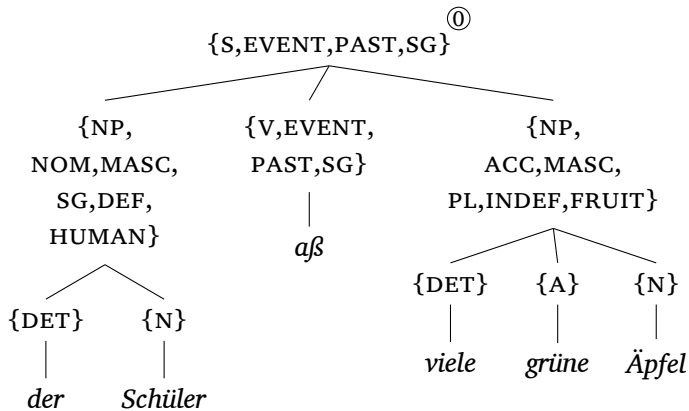 {S,EVENT,PAST,SG}⓪
{NP, {V,EVENT, {NP,
NOM,MASC, PAST,SG} ACC,MASC,
SG,DEF, PL,INDEF,FRUIT}
HUMAN} aß
{DET} {A} {N}
{DET} {N}
viele grüne Äpfel
der Schüler